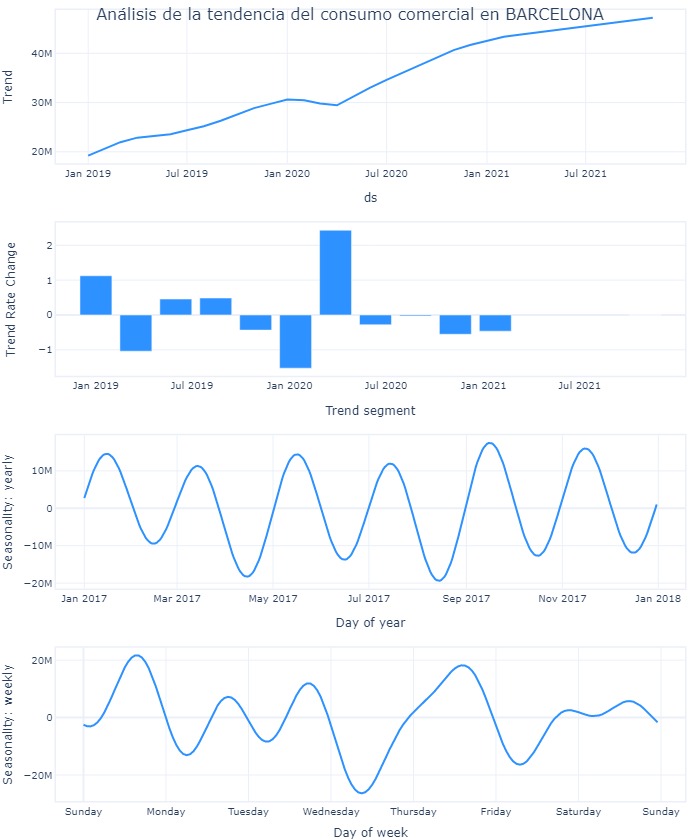 Análisis de la tendencia del consumo comercial en BARCELONA
Trend
40M
30M
20M
Jan 2019 Jul 2019 Jan 2020 Jul 2020 Jan 2021 Jul 2021
ds
Trend Rate Change
2
1
0
−1
Jan 2019 Jul 2019 Jan 2020 Jul 2020 Jan 2021 Jul 2021
Trend segment
Seasonality: yearly
10M
0
−10M
−20M
Jan 2017 Mar 2017 May 2017 Jul 2017 Sep 2017 Nov 2017 Jan 2018
Day of year
Seasonality: weekly
20M
0
−20M
Sunday Monday Tuesday Wednesday Thursday Friday Saturday Sunday
Day of week